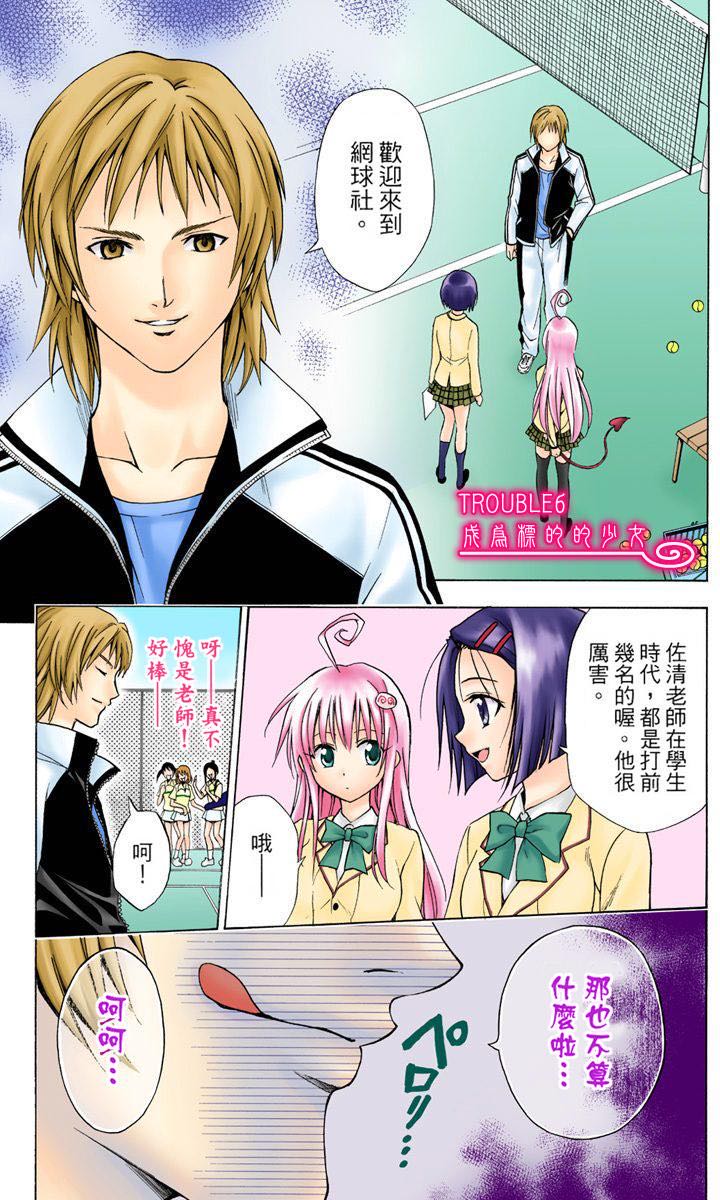 歡迎來到
網球社。
TROUBLE6
成為標的的少女
佐清老師在學生
時代，都是打前
幾名的喔。他很
厲害。
哦——
呀——真不
愧是老師！
好棒——
呵！
那也不算
什麼啦…
ペロリ…
呵呵…